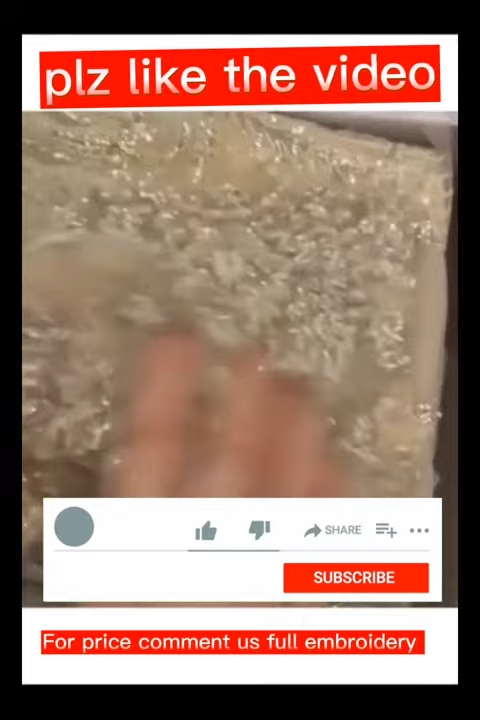 plz like the video
SHARE
SUBSCRIBE
For price comment us full embroidery